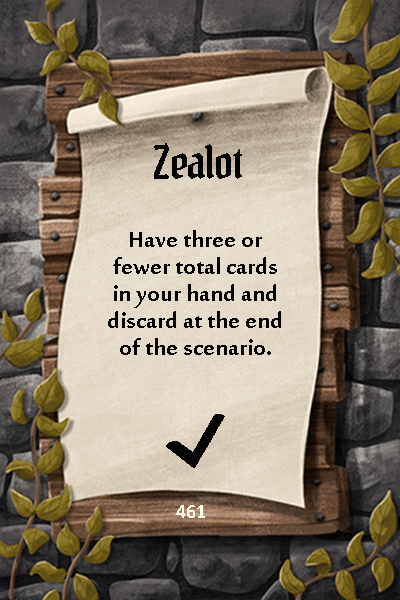 Zealot
Have three or
fewer total cards
in your hand and
discard at the end
of the scenario.
461